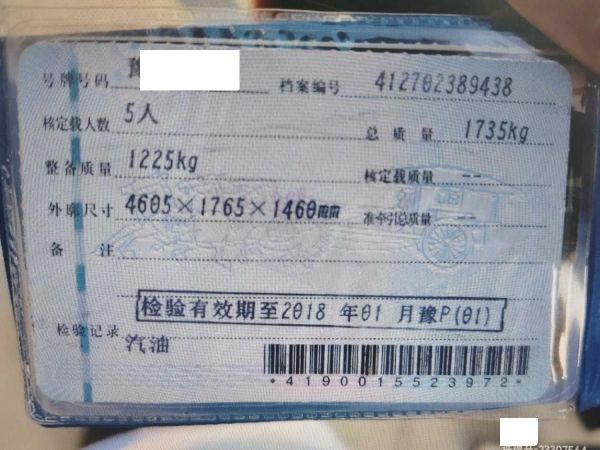 号牌号码 豫 档案编号 412702389438
核定载人数 5人 总质量 1735kg
整备质量 1225kg 核定载质量 --
外廓尺寸 4605×1765×1460mm 准牵引总质量 --
备注
检验有效期至2018年01月豫P(01)
检验记录
汽油
*4190015523972*